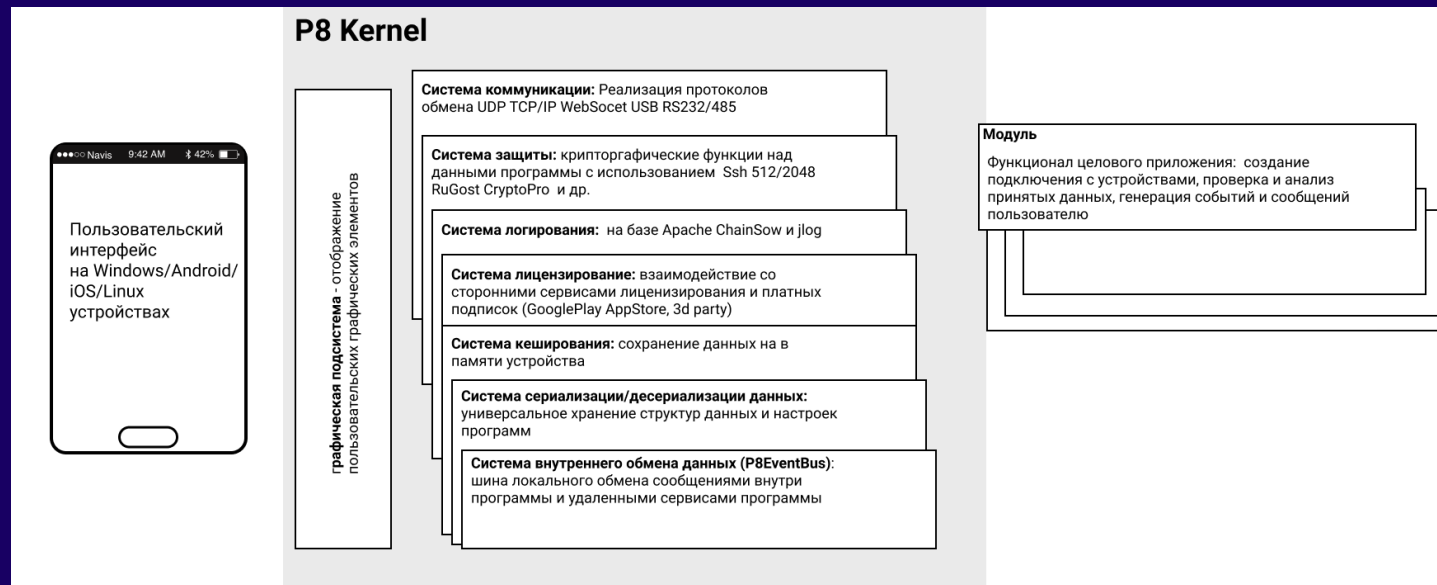 P8 Kernel
Navis 9:42 AM 42%
Пользовательский
интерфейс
на Windows/Android/
iOS/Linux
устройствах
графическая подсистема - отображение
пользовательских графических элементов
Система коммуникации: Реализация протоколов
обмена UDP TCP/IP WebSocet USB RS232/485
Система защиты: крипторгафические функции над
данными программы с использованием Ssh 512/2048
RuGost CryptoPro и др.
Система логирования: на базе Apache ChainSow и jlog
Система лицензирование: взаимодействие со
сторонними сервисами лиценизирования и платных
подписок (GooglePlay AppStore, 3d party)
Система кеширования: сохранение данных на в
памяти устройства
Система сериализации/десериализации данных:
универсальное хранение структур данных и настроек
программ
Система внутреннего обмена данных (P8EventBus):
шина локального обмена сообщениями внутри
программы и удаленными сервисами программы
Модуль
Функционал целового приложения: создание
подключения с устройствами, проверка и анализ
принятых данных, генерация событий и сообщений
пользователю